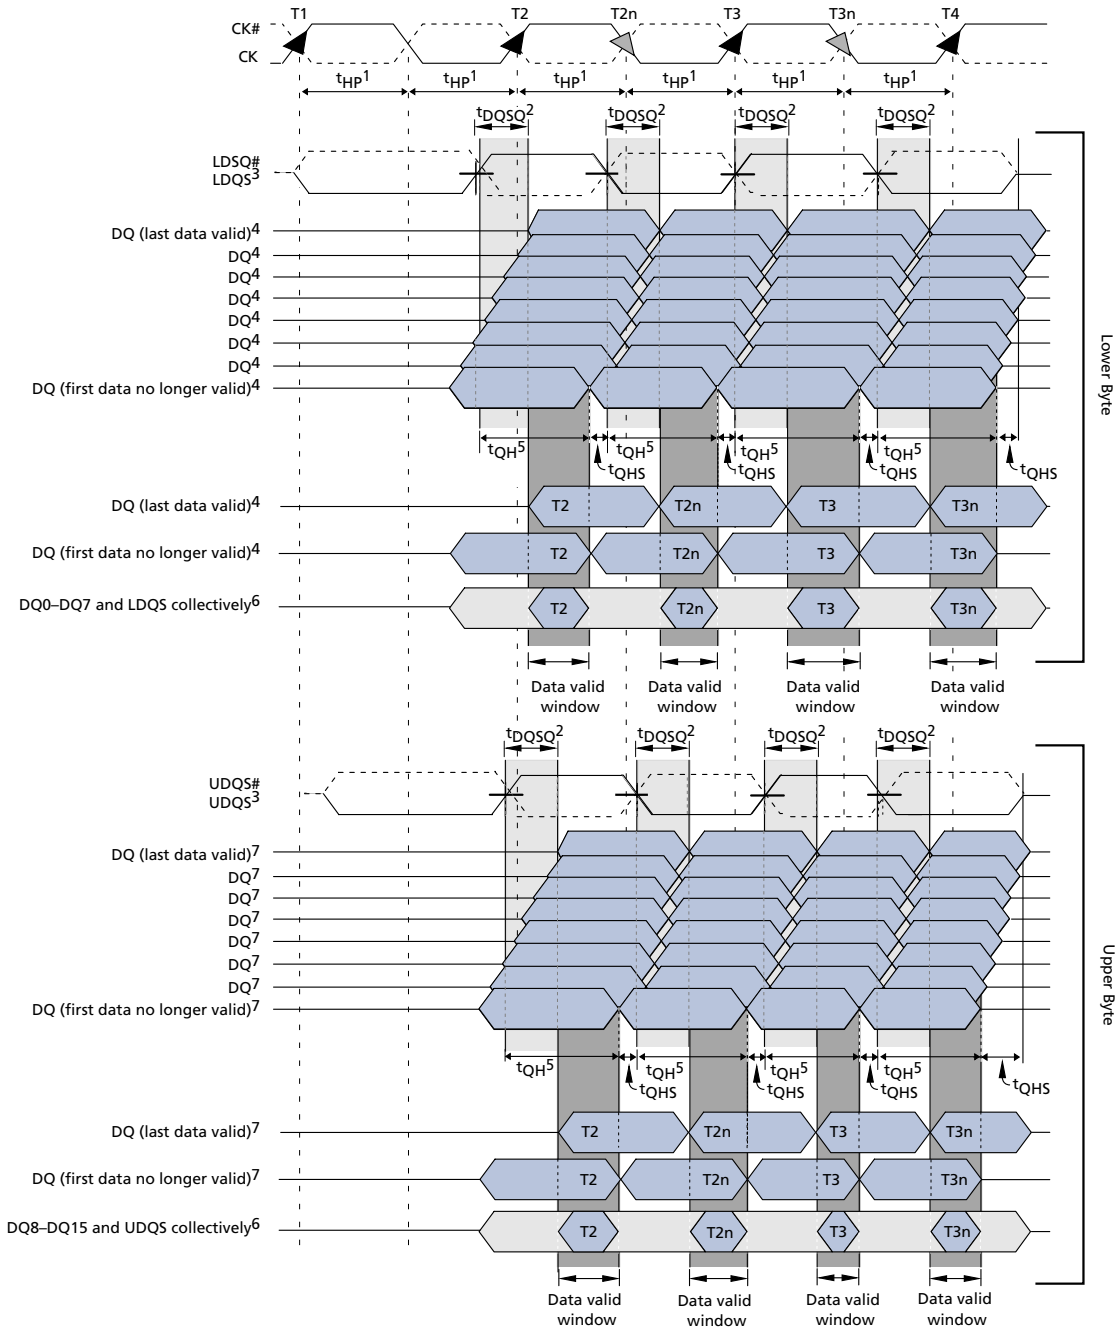 T1 T2 T2n T3 T3n T4
CK#
CK
tHP1 tHP1 tHP1 tHP1 tHP1 tHP1
tDQSQ2 tDQSQ2 tDQSQ2 tDQSQ2
LDSQ#
LDQS3
DQ (last data valid)4
DQ4
DQ4
DQ4
DQ4
DQ4
DQ4
DQ (first data no longer valid)4
Lower Byte
tQH5 tQH5 tQH5 tQH5
tQHS tQHS tQHS tQHS
DQ (last data valid)4 T2 T2n T3 T3n
DQ (first data no longer valid)4 T2 T2n T3 T3n
DQ0–DQ7 and LDQS collectively6 T2 T2n T3 T3n
Data valid window
Data valid window
Data valid window
Data valid window
tDQSQ2 tDQSQ2 tDQSQ2 tDQSQ2
UDQS#
UDQS3
DQ (last data valid)7
DQ7
DQ7
DQ7
DQ7
DQ7
DQ7
DQ (first data no longer valid)7
Upper Byte
tQH5 tQH5 tQH5 tQH5
tQHS tQHS tQHS tQHS
DQ (last data valid)7 T2 T2n T3 T3n
DQ (first data no longer valid)7 T2 T2n T3 T3n
DQ8–DQ15 and UDQS collectively6 T2 T2n T3 T3n
Data valid window
Data valid window
Data valid window
Data valid window